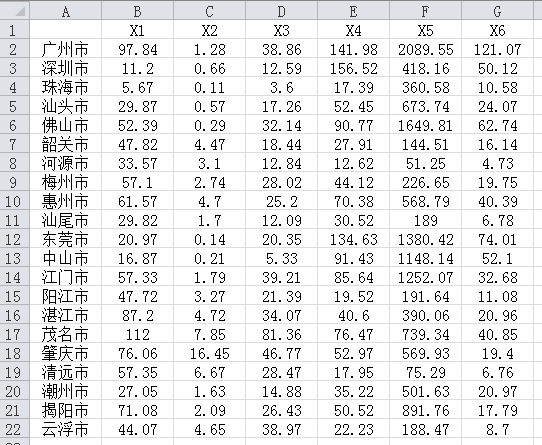 A B C D E F G
1 X1 X2 X3 X4 X5 X6
2 广州市 97.84 1.28 38.86 141.98 2089.55 121.07
3 深圳市 11.2 0.66 12.59 156.52 418.16 50.12
4 珠海市 5.67 0.11 3.6 17.39 360.58 10.58
5 汕头市 29.87 0.57 17.26 52.45 673.74 24.07
6 佛山市 52.39 0.29 32.14 90.77 1649.81 62.74
7 韶关市 47.82 4.47 18.44 27.91 144.51 16.14
8 河源市 33.57 3.1 12.84 12.62 51.25 4.73
9 梅州市 57.1 2.74 28.02 44.12 226.65 19.75
10 惠州市 61.57 4.7 25.2 70.38 568.79 40.39
11 汕尾市 29.82 1.7 12.09 30.52 189 6.78
12 东莞市 20.97 0.14 20.35 134.63 1380.42 74.01
13 中山市 16.87 0.21 5.33 91.43 1148.14 52.1
14 江门市 57.33 1.79 39.21 85.64 1252.07 32.68
15 阳江市 47.72 3.27 21.39 19.52 191.64 11.08
16 湛江市 87.2 4.72 34.07 40.6 390.06 20.96
17 茂名市 112 7.85 81.36 76.47 739.34 40.85
18 肇庆市 76.06 16.45 46.77 52.97 569.93 19.4
19 清远市 57.35 6.67 28.47 17.95 75.29 6.76
20 潮州市 27.05 1.63 14.88 35.22 501.63 20.97
21 揭阳市 71.08 2.09 26.43 50.52 891.76 17.79
22 云浮市 44.07 4.65 38.97 22.23 188.47 8.7